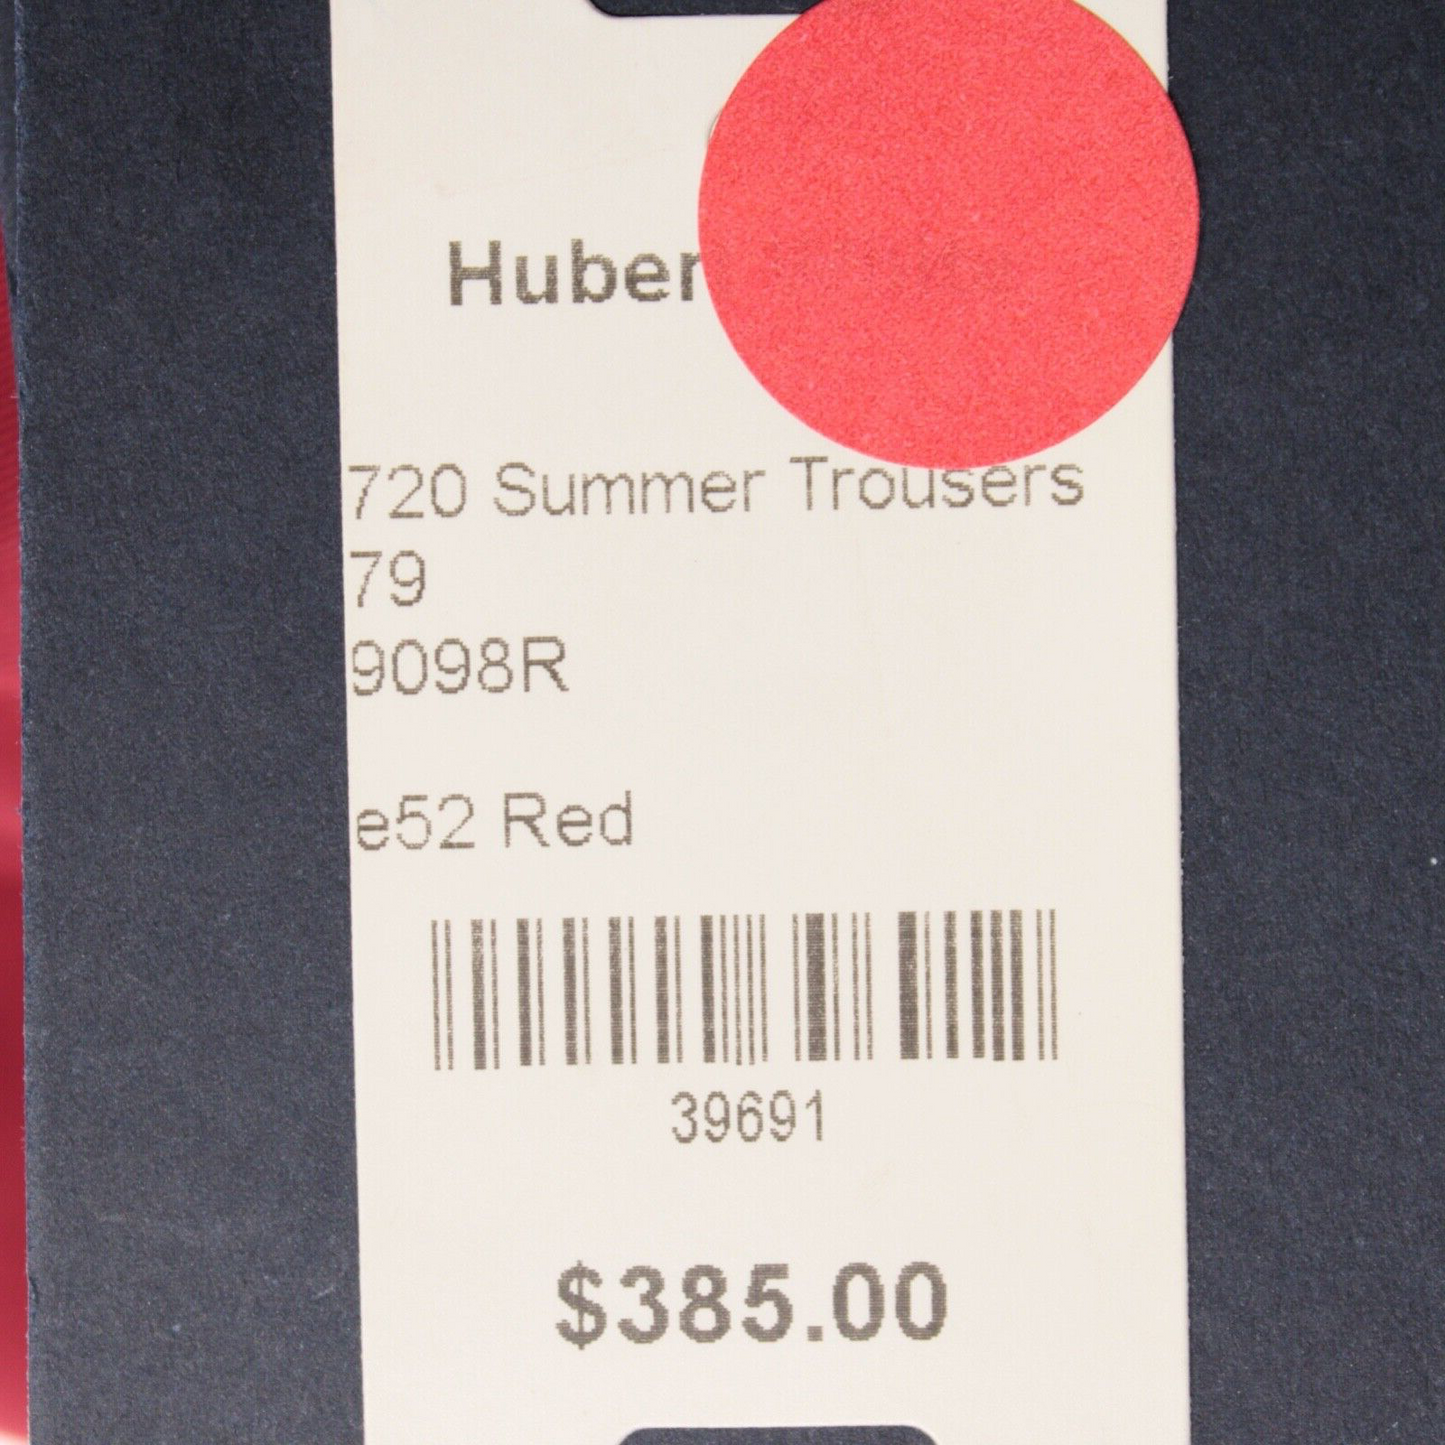 Huber
720 Summer Trousers
79
9098R
e52 Red
39691
$385.00